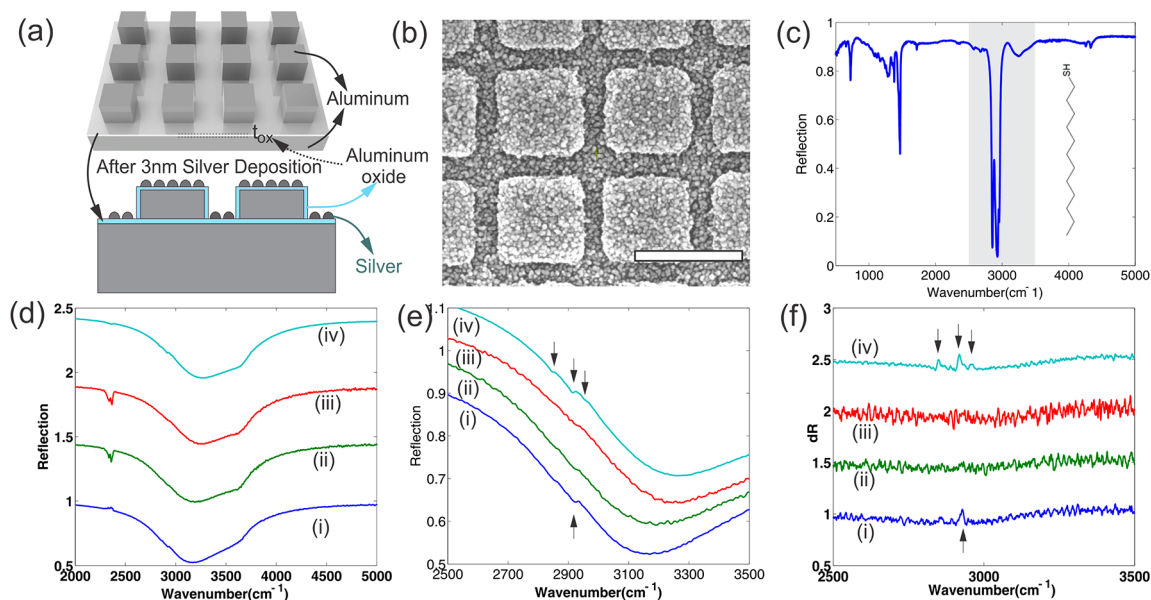 (a)
Aluminum
tox
After 3nm Silver Deposition
Aluminum
oxide
Silver
(b)
(c)
1
0.8
0.6
0.4
0.2
0
Reflection
SH
1000 2000 3000 4000 5000
Wavenumber(cm⁻1)
(d)
2.5
2
1.5
1
0.5
Reflection
(iv)
(iii)
(ii)
(i)
2000 2500 3000 3500 4000 4500 5000
Wavenumber(cm⁻¹)
(e)
1.1
1
0.9
0.8
0.7
0.6
0.5
Reflection
(iv)
(iii)
(ii)
(i)
2500 2700 2900 3100 3300 3500
Wavenumber(cm⁻¹)
(f)
3
2.5
2
1.5
1
0.5
dR
(iv)
(iii)
(ii)
(i)
2500 3000 3500
Wavenumber(cm⁻¹)